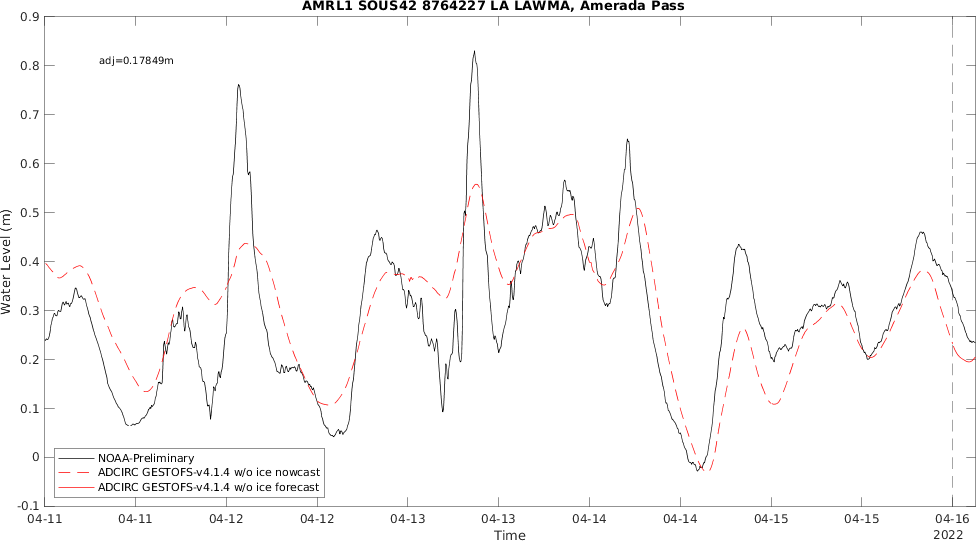 AMRL1 SOUS42 8764227 LA LAWMA, Amerada Pass
adj=0.17849m
Water Level (m)
0.9
0.8
0.7
0.6
0.5
0.4
0.3
0.2
0.1
0
-0.1
NOAA-Preliminary
ADCIRC GESTOFS-v4.1.4 w/o ice nowcast
ADCIRC GESTOFS-v4.1.4 w/o ice forecast
04-11 04-11 04-12 04-12 04-13 04-13 04-14 04-14 04-15 04-15 04-16
Time
2022